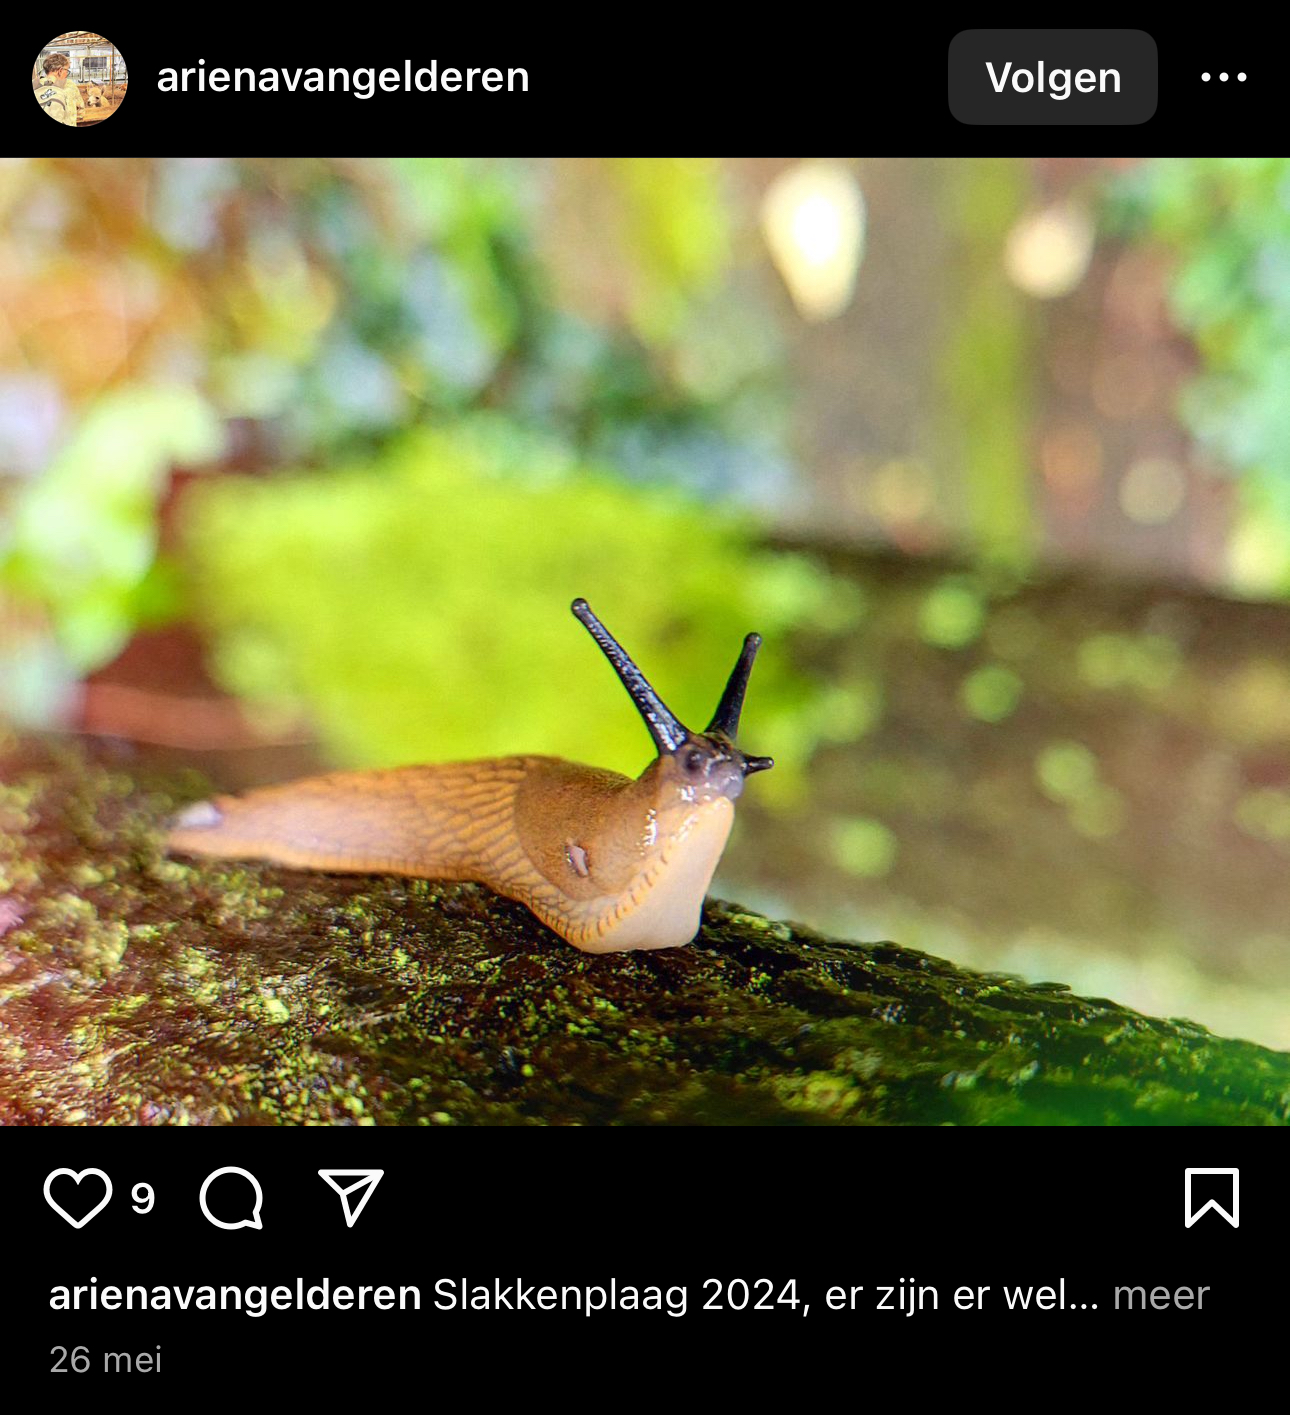 arienavangelderen
Volgen
9
arienavangelderen Slakkenplaag 2024, er zijn er wel... meer
26 mei